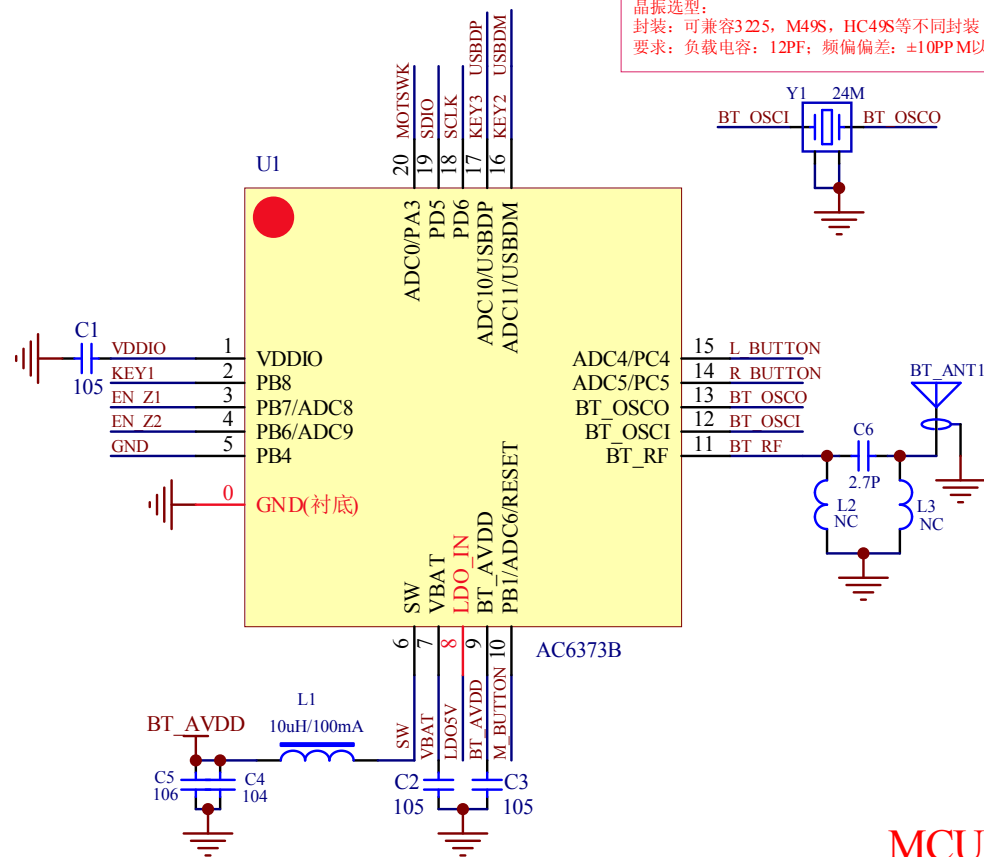 晶振选型:
封装：可兼容3225，M49S，HC49S等不同封装
要求：负载电容：12PF；频偏偏差：±10PPM以
Y1 24M
BT_OSCI BT_OSCO
MOTSWK
SDIO
SCLK
KEY3 USBDP
KEY2 USBDM
20 19 18 17 16
U1
ADC0/PA3
PD5
PD6
ADC10/USBDP
ADC11/USBDM
C1
105
VDDIO 1 VDDIO
KEY1 2 PB8
EN_Z1 3 PB7/ADC8
EN_Z2 4 PB6/ADC9
GND 5 PB4
0 GND(衬底)
ADC4/PC4 15 L_BUTTON
ADC5/PC5 14 R_BUTTON
BT_OSCO 13 BT_OSCO
BT_OSCI 12 BT_OSCI
BT_RF 11 BT_RF
BT_ANT1
C6
2.7P
L2
NC
L3
NC
SW
VBAT
LDO_IN
BT_AVDD
PB1/ADC6/RESET
6 7 8 9 10
AC6373B
SW
VBAT
LDO5V
BT_AVDD
M_BUTTON
L1
10uH/100mA
BT_AVDD
C5
106
C4
104
C2
105
C3
105
MCU